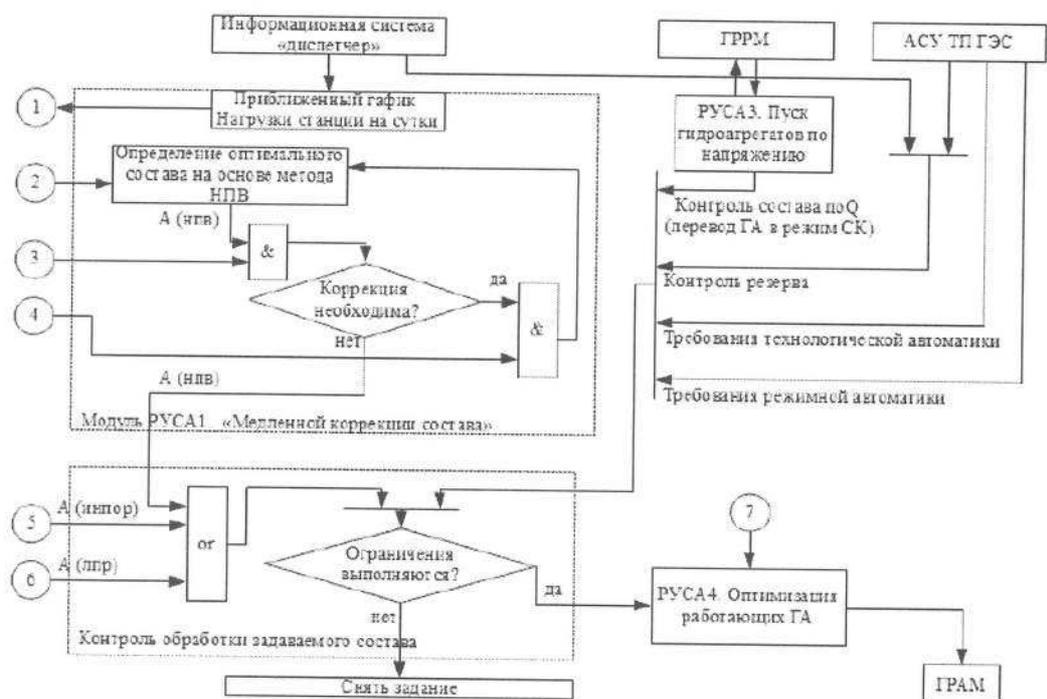 Информационная система
«диспетчер»
ГРРМ
АСУ ТП ГЭС
1
Приближенный гафик
Нагрузки станции на сутки
РУСА3. Пуск
гидроагрегатов по
напряжению
2
Определение оптимального
состава на основе метода
НПВ
А (нпв)
Контроль состава поQ
(перевод ГА в режим СК)
3
&
Коррекция
необходима?
да
Контроль резерва
4
&
нет
Требования технологической автоматики
А (нпв)
Требования режимной автоматики
Модуль РУСА1. «Медленной коррекции состава»
5
А (инпор)
or
7
6
А (лпр)
Ограничения
выполняются?
да
РУСА4. Оптимизация
работающих ГА
нет
Контроль обработки задаваемого состава
Снять задание
ГРАМ